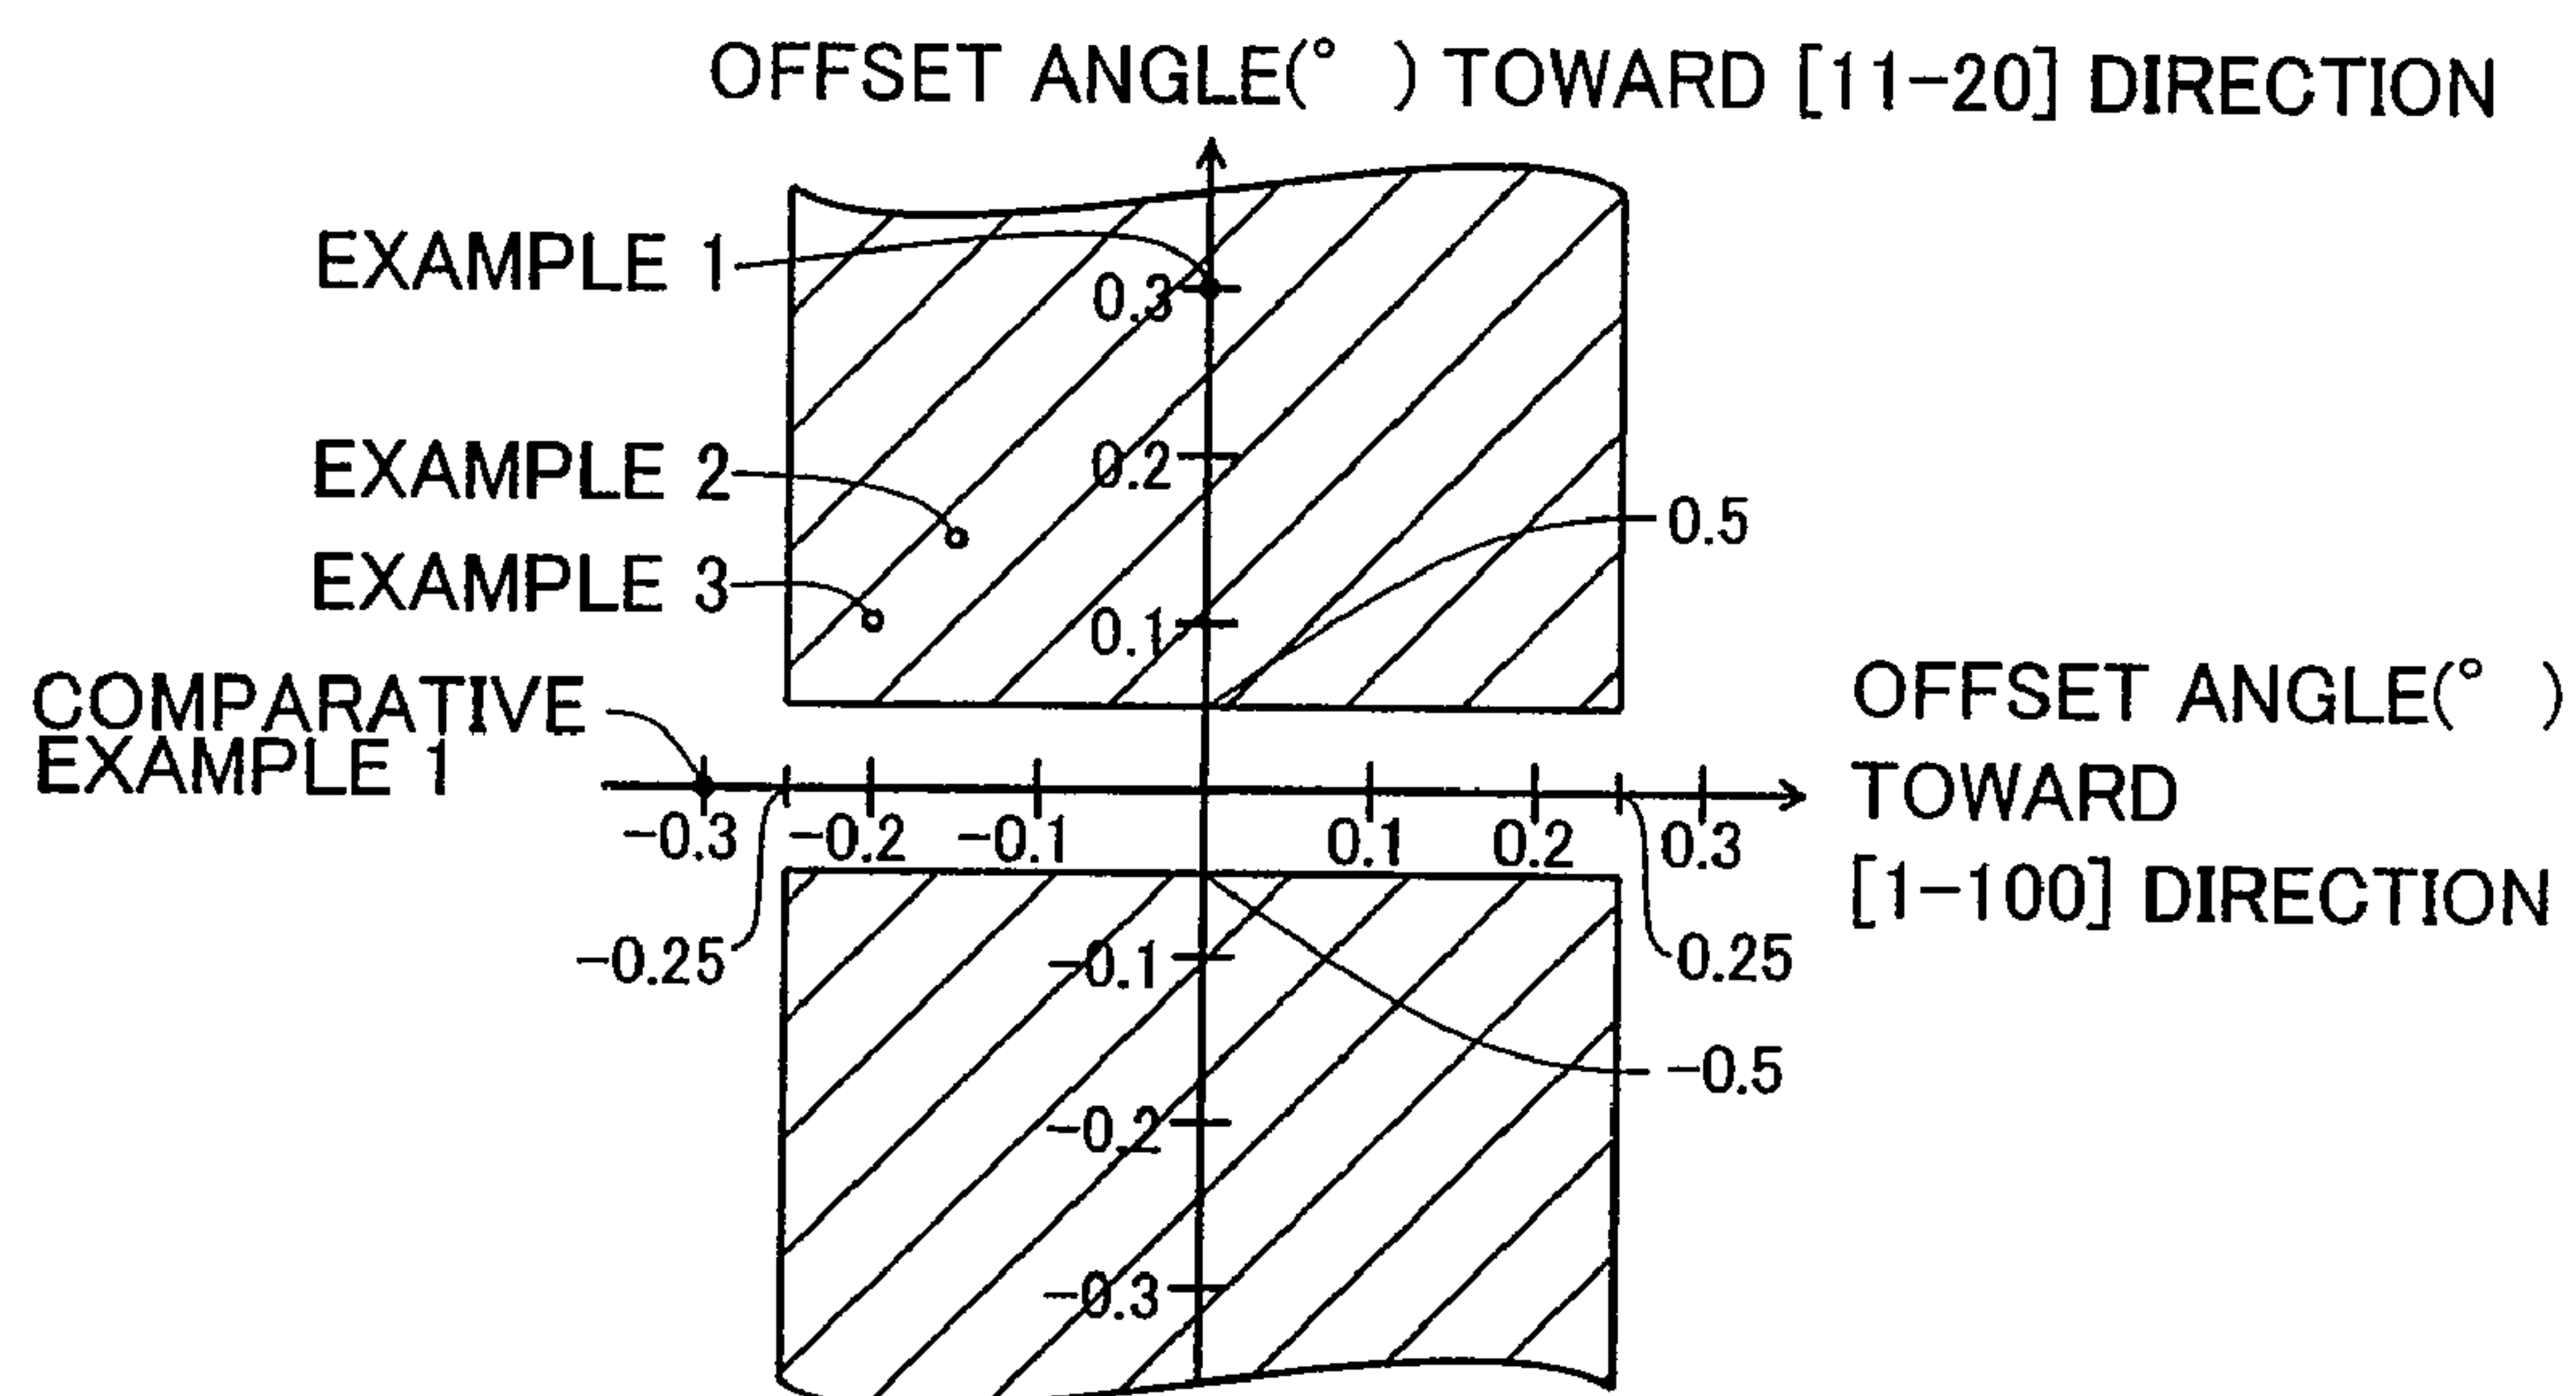 OFFSET ANGLE(° ) TOWARD [11-20] DIRECTION
EXAMPLE 1
0.3
EXAMPLE 2
0.2
0.5
EXAMPLE 3
0.1
COMPARATIVE
EXAMPLE 1
OFFSET ANGLE(° )
TOWARD
[1-100] DIRECTION
-0.3
-0.2
-0.1
0.1
0.2
0.3
-0.25
0.25
-0.1
-0.5
-0.2
-0.3